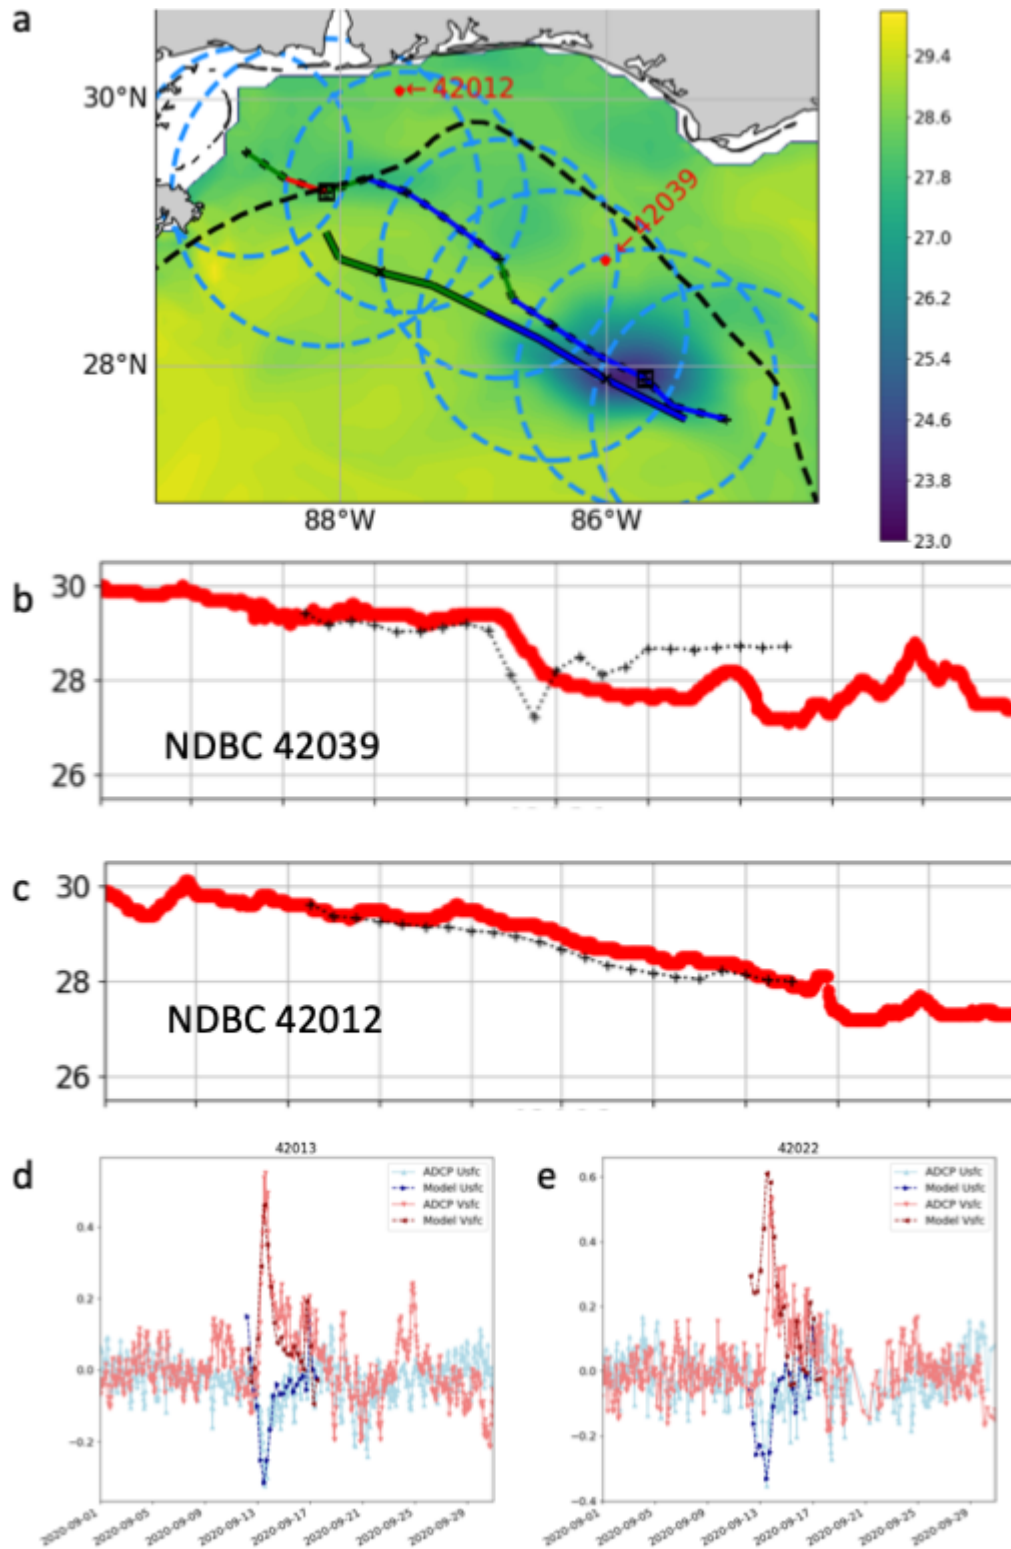 a
30°N
28°N
88°W
86°W
← 42012
← 42039
29.4
28.6
27.8
27.0
26.2
25.4
24.6
23.8
23.0
b
30
28
26
NDBC 42039
c
30
28
26
NDBC 42012
d
42013
ADCP Usfc
Model Usfc
ADCP Vsfc
Model Vsfc
0.4
0.2
0.0
−0.2
2020-09-01
2020-09-05
2020-09-09
2020-09-13
2020-09-17
2020-09-21
2020-09-25
2020-09-29
e
42022
ADCP Usfc
Model Usfc
ADCP Vsfc
Model Vsfc
0.6
0.4
0.2
0.0
−0.2
−0.4
2020-09-01
2020-09-05
2020-09-09
2020-09-13
2020-09-17
2020-09-21
2020-09-25
2020-09-29